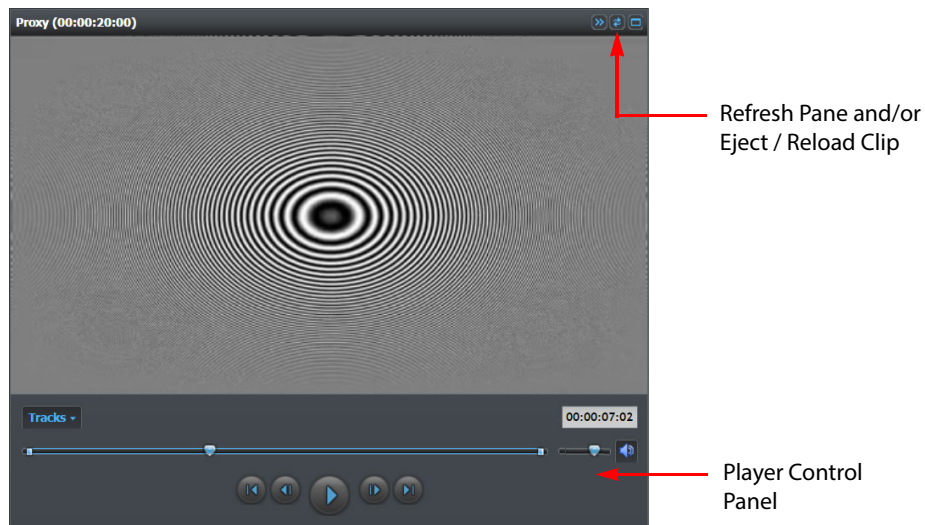 Proxy (00:00:20:00)
Refresh Pane and/or
Eject / Reload Clip
Tracks
00:00:07:02
Player Control
Panel